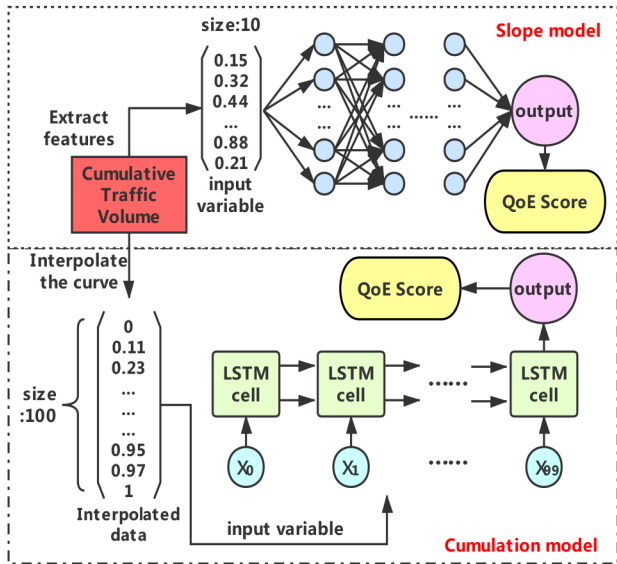 size:10
Slope model
0.15
0.32
0.44
...
0.88
0.21
input
variable
Extract
features
Cumulative
Traffic
Volume
... ... ...
......
... ... ...
output
QoE Score
Interpolate
the curve
QoE Score
output
size
:100
0
0.11
0.23
...
...
...
0.95
0.97
1
Interpolated
data
LSTM
cell
LSTM
cell
......
LSTM
cell
X0
X1
......
X99
input variable
Cumulation model